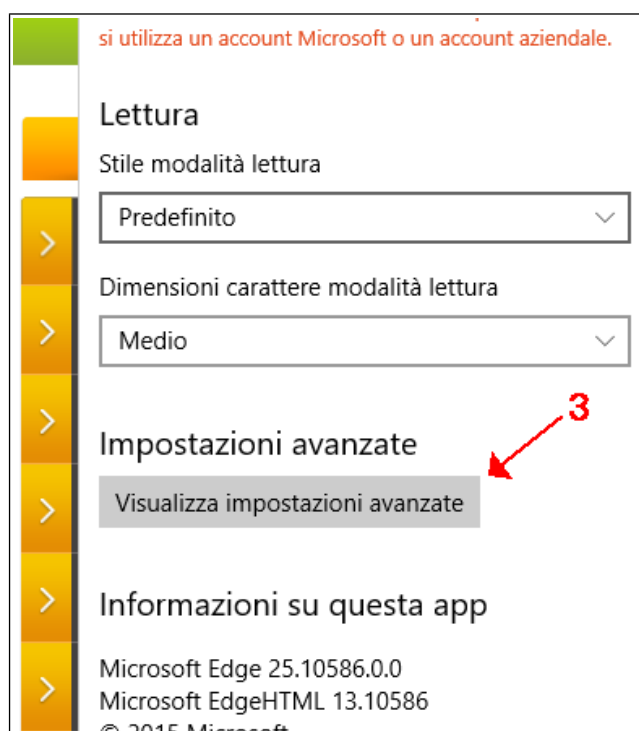 si utilizza un account Microsoft o un account aziendale.
Lettura
Stile modalità lettura
Predefinito
Dimensioni carattere modalità lettura
Medio
3
Impostazioni avanzate
Visualizza impostazioni avanzate
Informazioni su questa app
Microsoft Edge 25.10586.0.0
Microsoft EdgeHTML 13.10586
© 2015 Microsoft